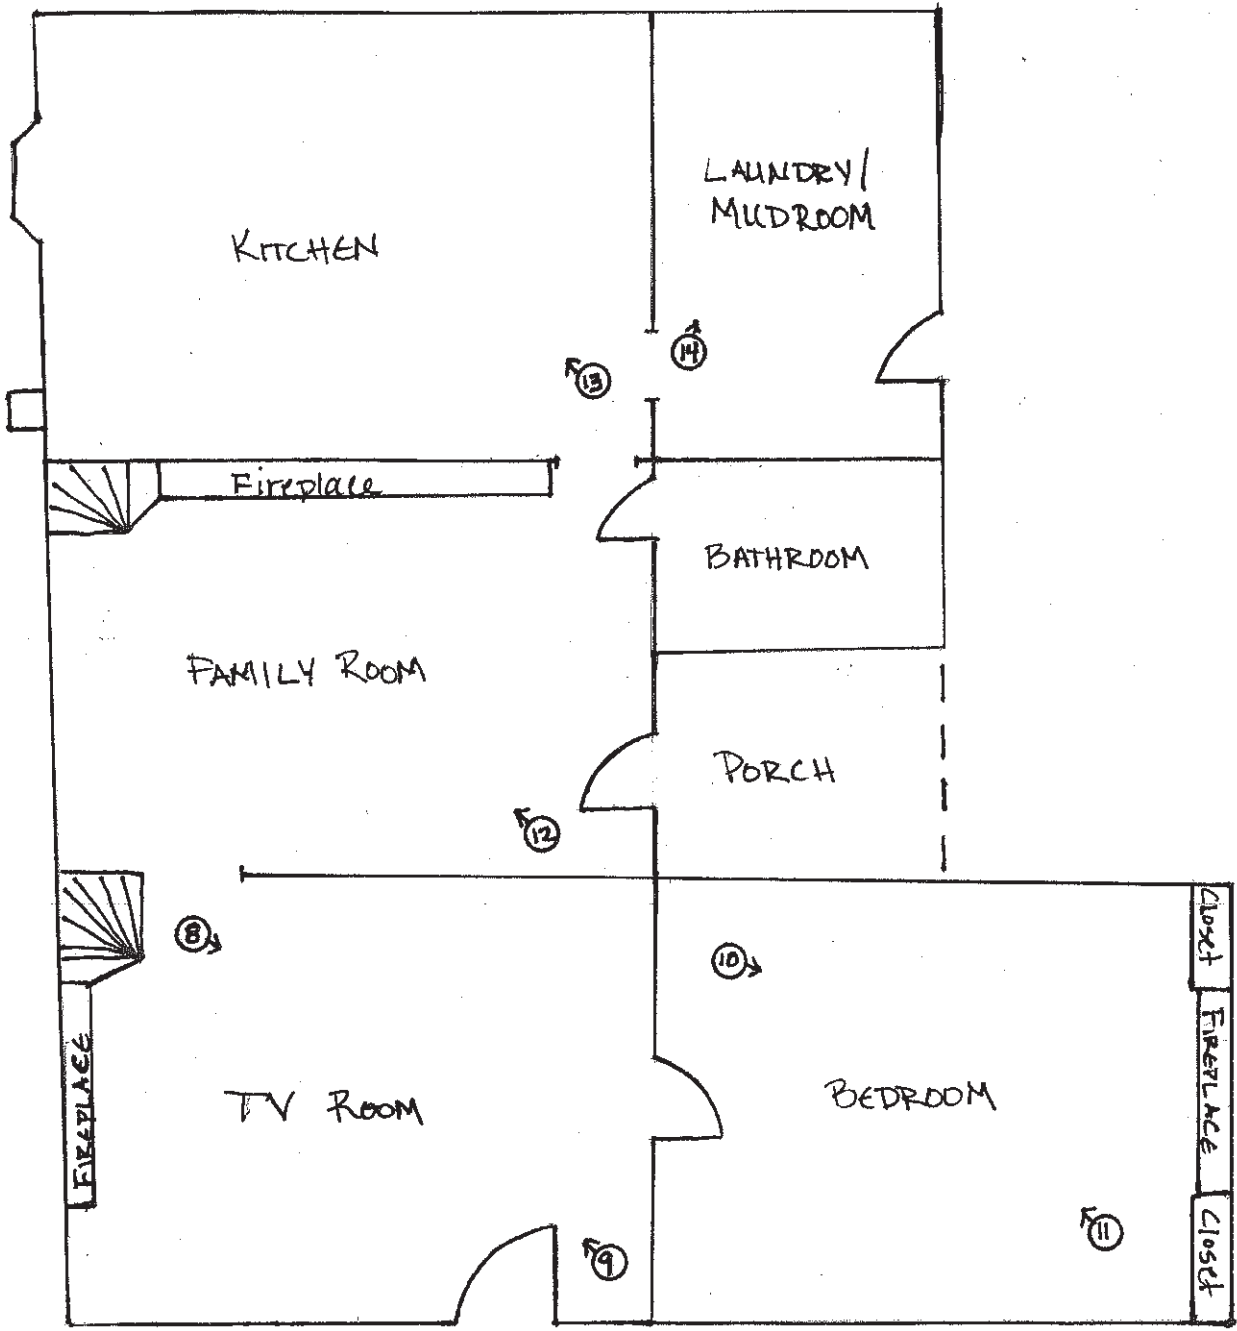 LAUNDRY/
MUDROOM
KITCHEN
14
13
Fireplace
BATHROOM
FAMILY ROOM
PORCH
12
Closet
8
10
FIREPLACE
FIREPLACE
TV ROOM
BEDROOM
11
Closet
9